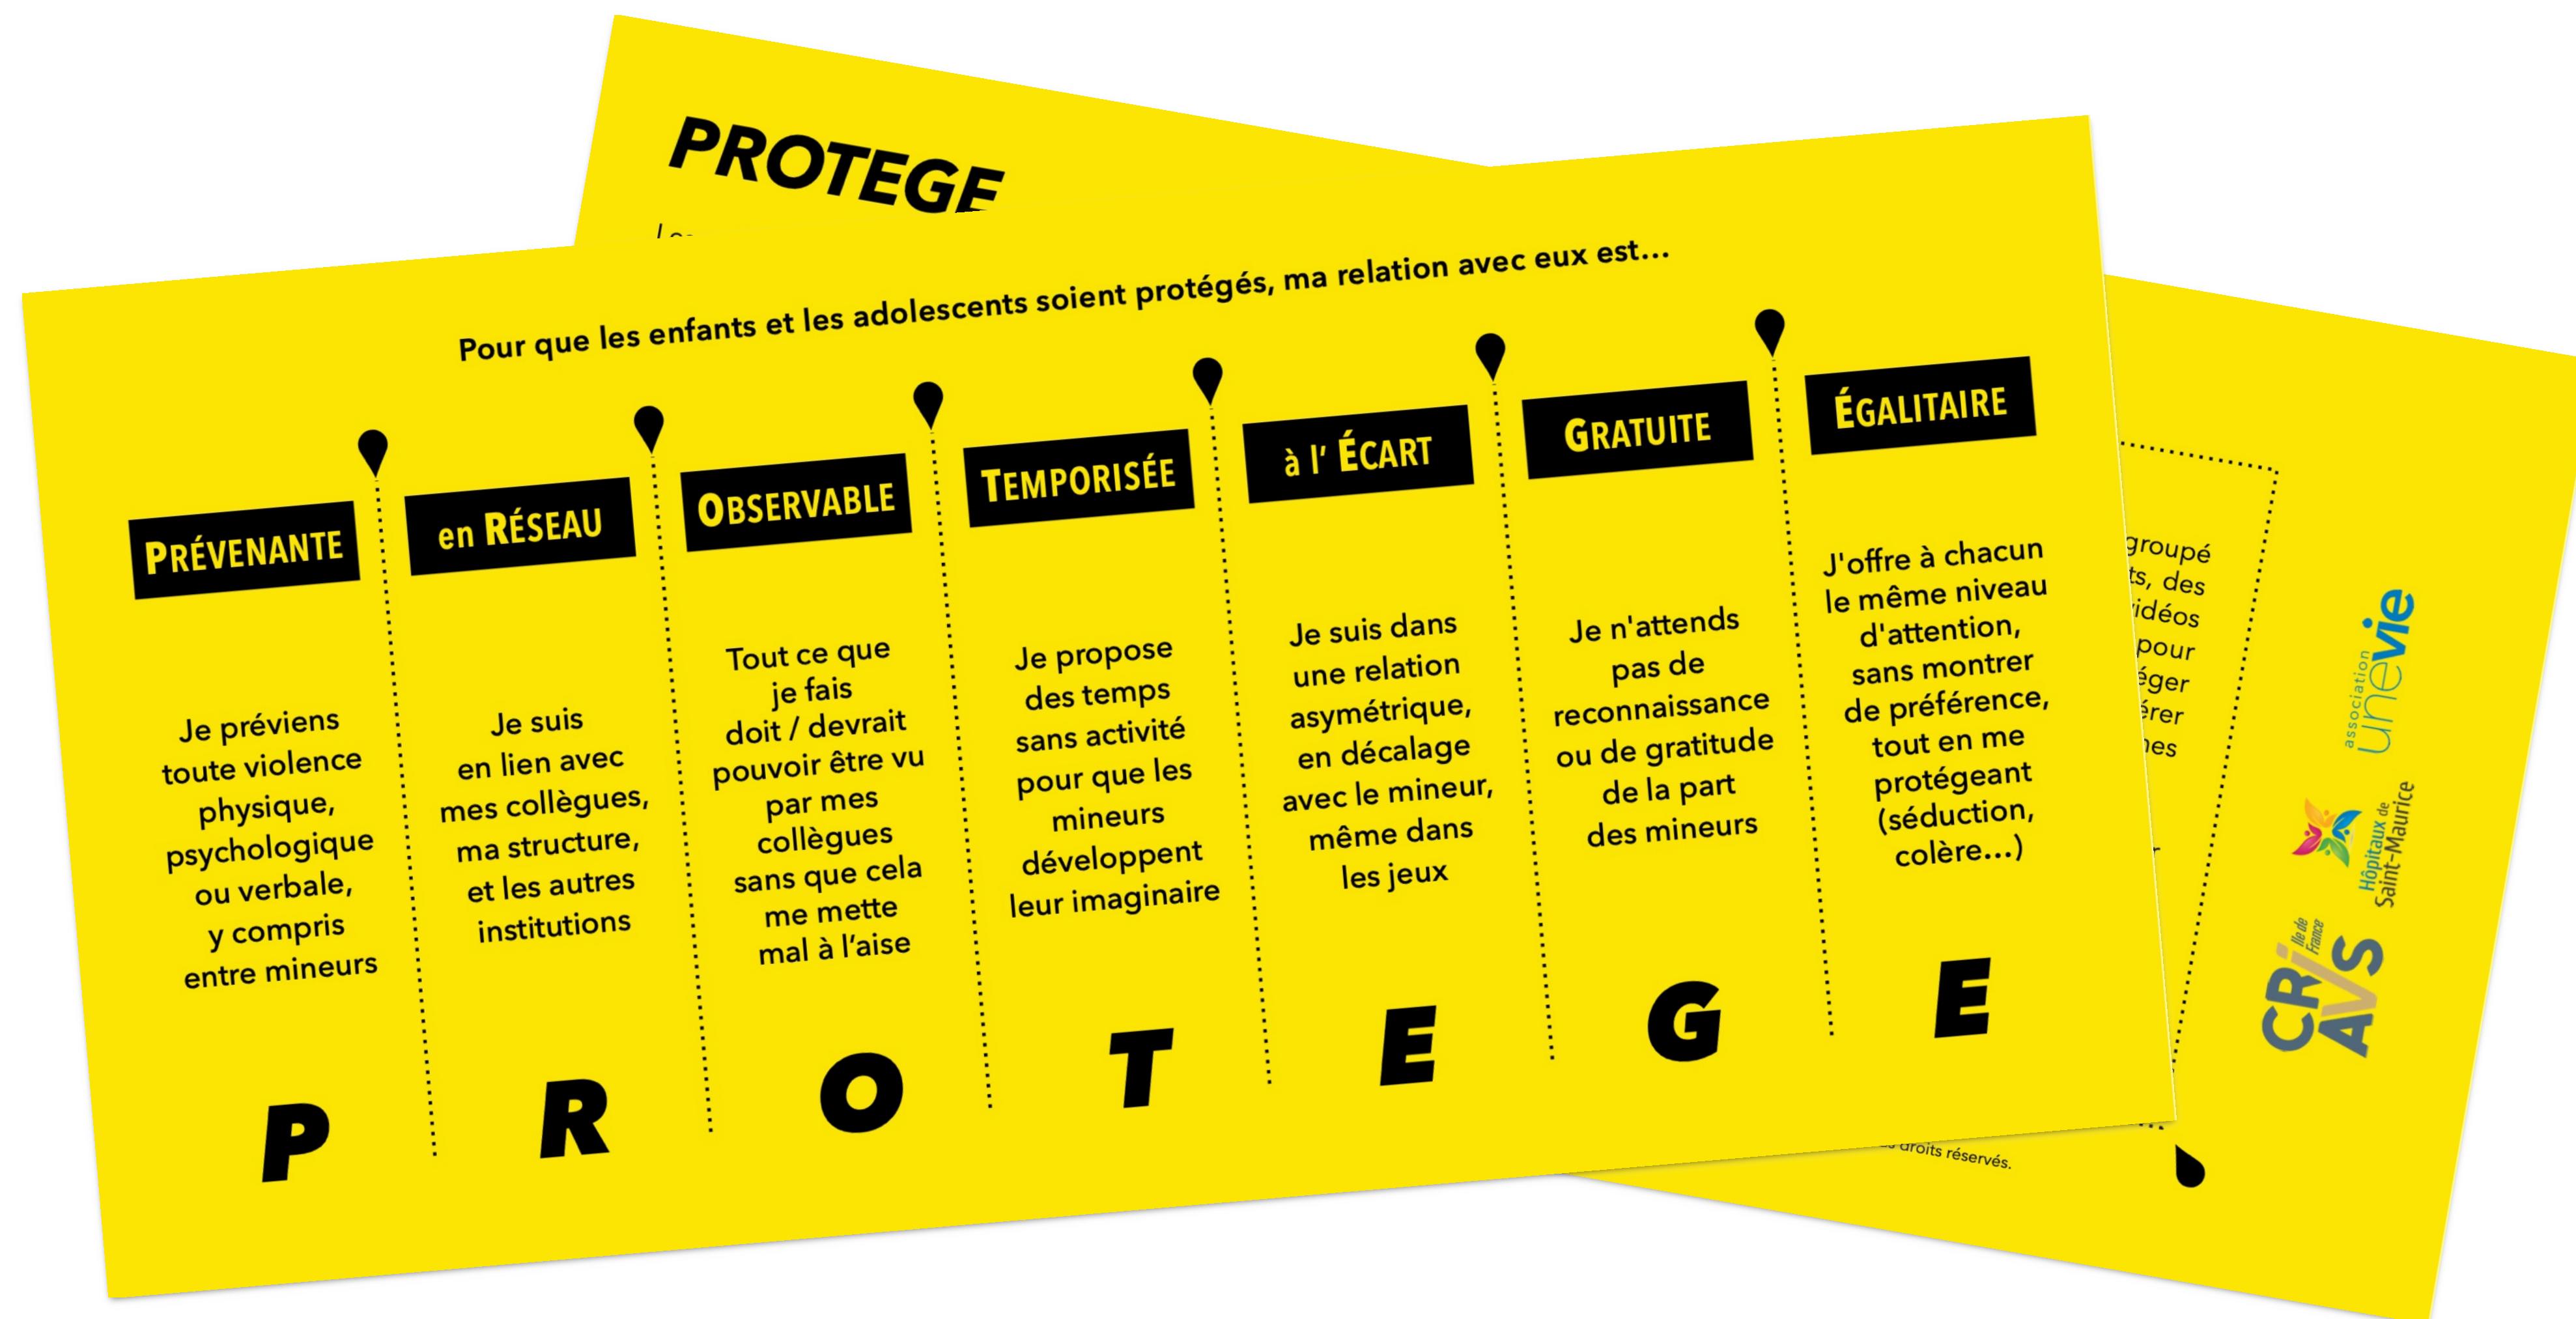 PROTEGE
Pour que les enfants et les adolescents soient protégés, ma relation avec eux est...
PRÉVENANTE
Je préviens
toute violence
physique,
psychologique
ou verbale,
y compris
entre mineurs
P
en RÉSEAU
Je suis
en lien avec
mes collègues,
ma structure,
et les autres
institutions
R
OBSERVABLE
Tout ce que
je fais
doit / devrait
pouvoir être vu
par mes
collègues
sans que cela
me mette
mal à l’aise
O
TEMPORISÉE
Je propose
des temps
sans activité
pour que les
mineurs
développent
leur imaginaire
T
à l’ ÉCART
Je suis dans
une relation
asymétrique,
en décalage
avec le mineur,
même dans
les jeux
E
GRATUITE
Je n'attends
pas de
reconnaissance
ou de gratitude
de la part
des mineurs
G
ÉGALITAIRE
J'offre à chacun
le même niveau
d'attention,
sans montrer
de préférence,
tout en me
protégeant
(séduction,
colère...)
E
groupé
des
pour
droits réservés.
association
unevie
Hôpitaux de
Saint-Maurice
CRiAVS
Ile de
France